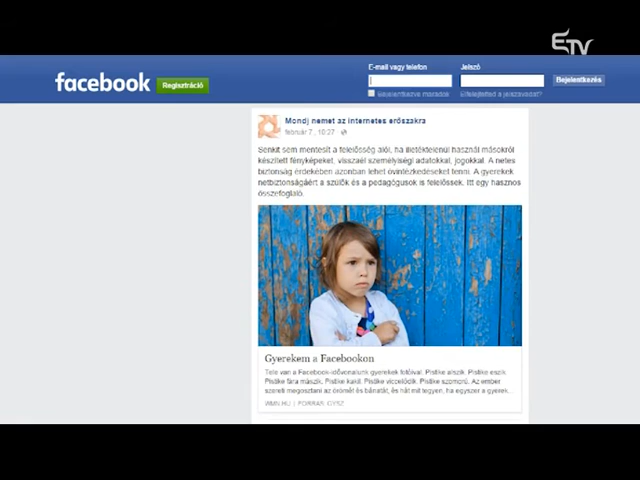 ETV
facebook
Regisztráció
E-mail vagy telefon
Jelszó
Bejelentkezés
Bejelentkezve maradok
Elfelejtetted a jelszavadat?
Mondj nemet az internetes erőszakra
február 7., 10:27
Senkit sem mentesít a felelősség alól, ha illetéktelenül használ másokról
készített fényképeket, visszaél személyiségi adatokkal, jogokkal. A netes
biztonság érdekében azonban lehet óvintézkedéseket tenni. A gyerekek
netbiztonságáért a szülők és a pedagógusok is felelősek. Itt egy hasznos
összefoglaló.
Gyerekem a Facebookon
Tele van a Facebook-idővonalunk gyerekek fotóival. Pistike alszik. Pistike eszik.
Pistike fára mászik. Pistike kakil. Pistike viccelődik. Pistike szomorú. Az ember
szereti megosztani az örömét és bánatát, és hát mit tegyen, ha egyszer a gyerek...
WMN.HU